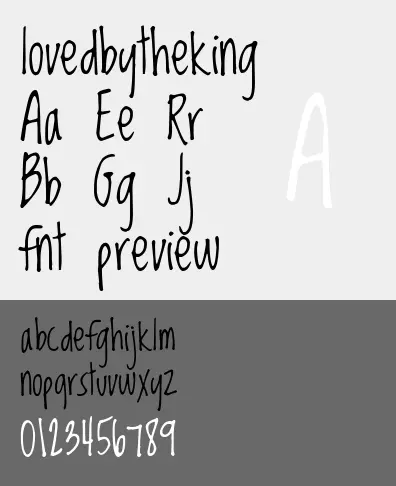 lovedbytheking
Aa Ee Rr
A
Bb Gg Jj
fnt preview
abcdefghijklm
nopqrstuvwxyz
0123456789